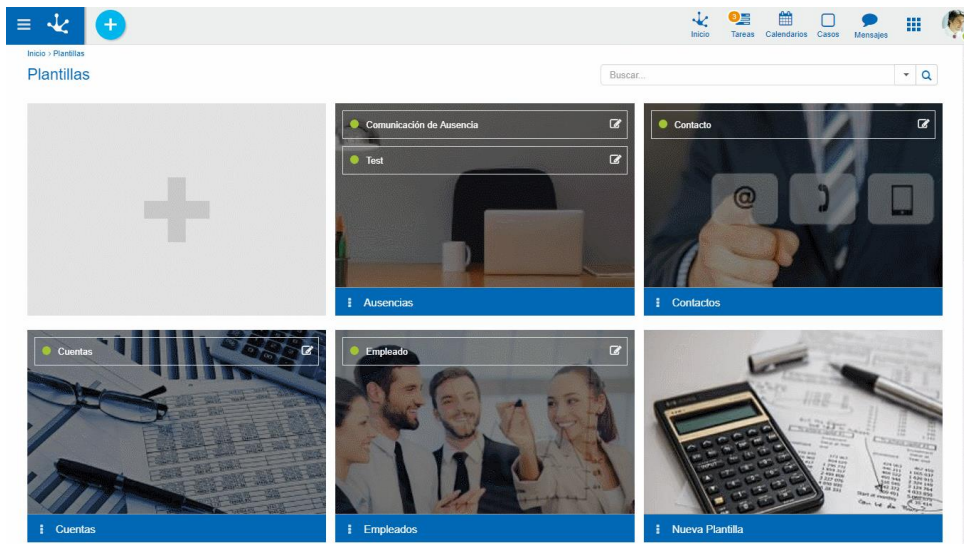 3
Inicio
Tareas
Calendarios
Casos
Mensajes
Inicio > Plantillas
Plantillas
Buscar...
Comunicación de Ausencia
Test
Ausencias
Contacto
@
Contactos
Cuentas
Cuentas
Empleado
Empleados
Nueva Plantilla